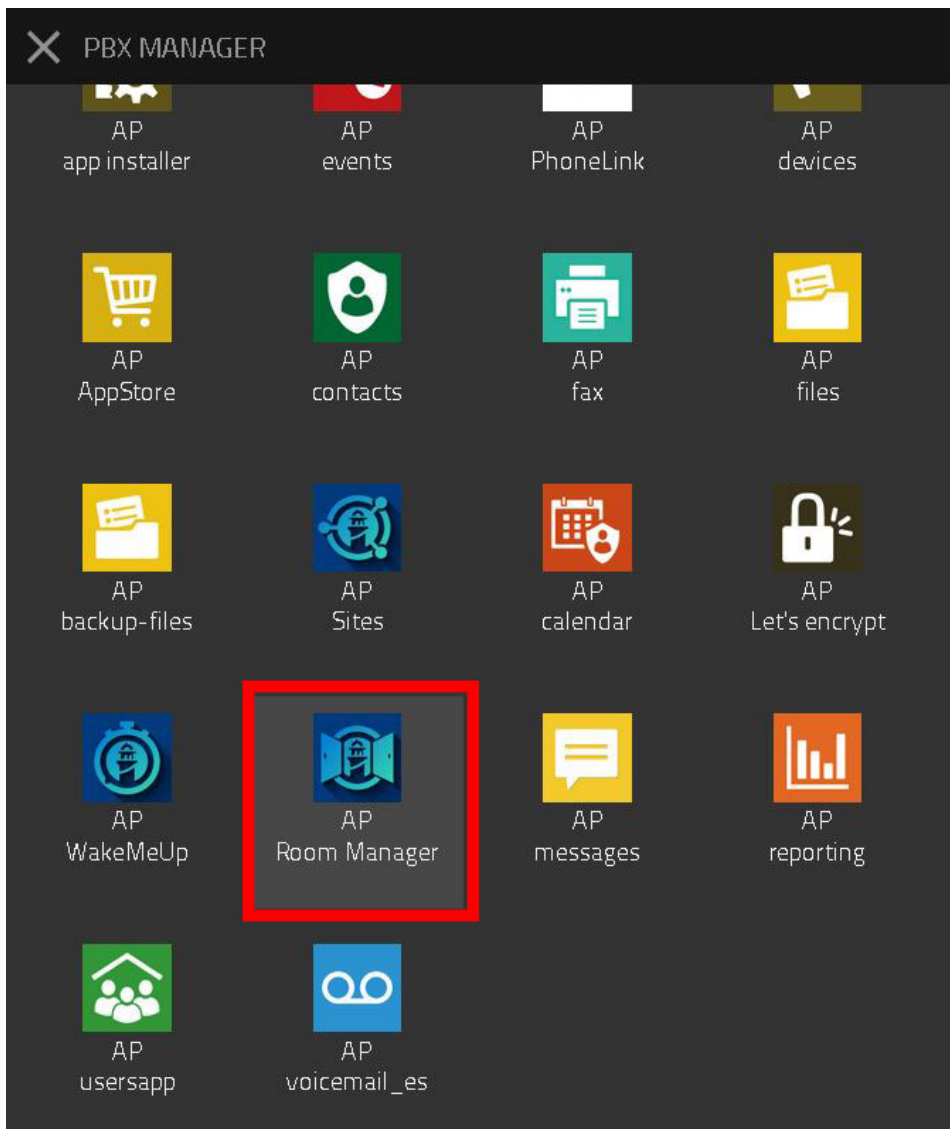 PBX MANAGER
AP
app installer
AP
events
AP
PhoneLink
AP
devices
AP
AppStore
AP
contacts
AP
fax
AP
files
AP
backup-files
AP
Sites
AP
calendar
AP
Let's encrypt
AP
WakeMeUp
AP
Room Manager
AP
messages
AP
reporting
AP
usersapp
AP
voicemail_es